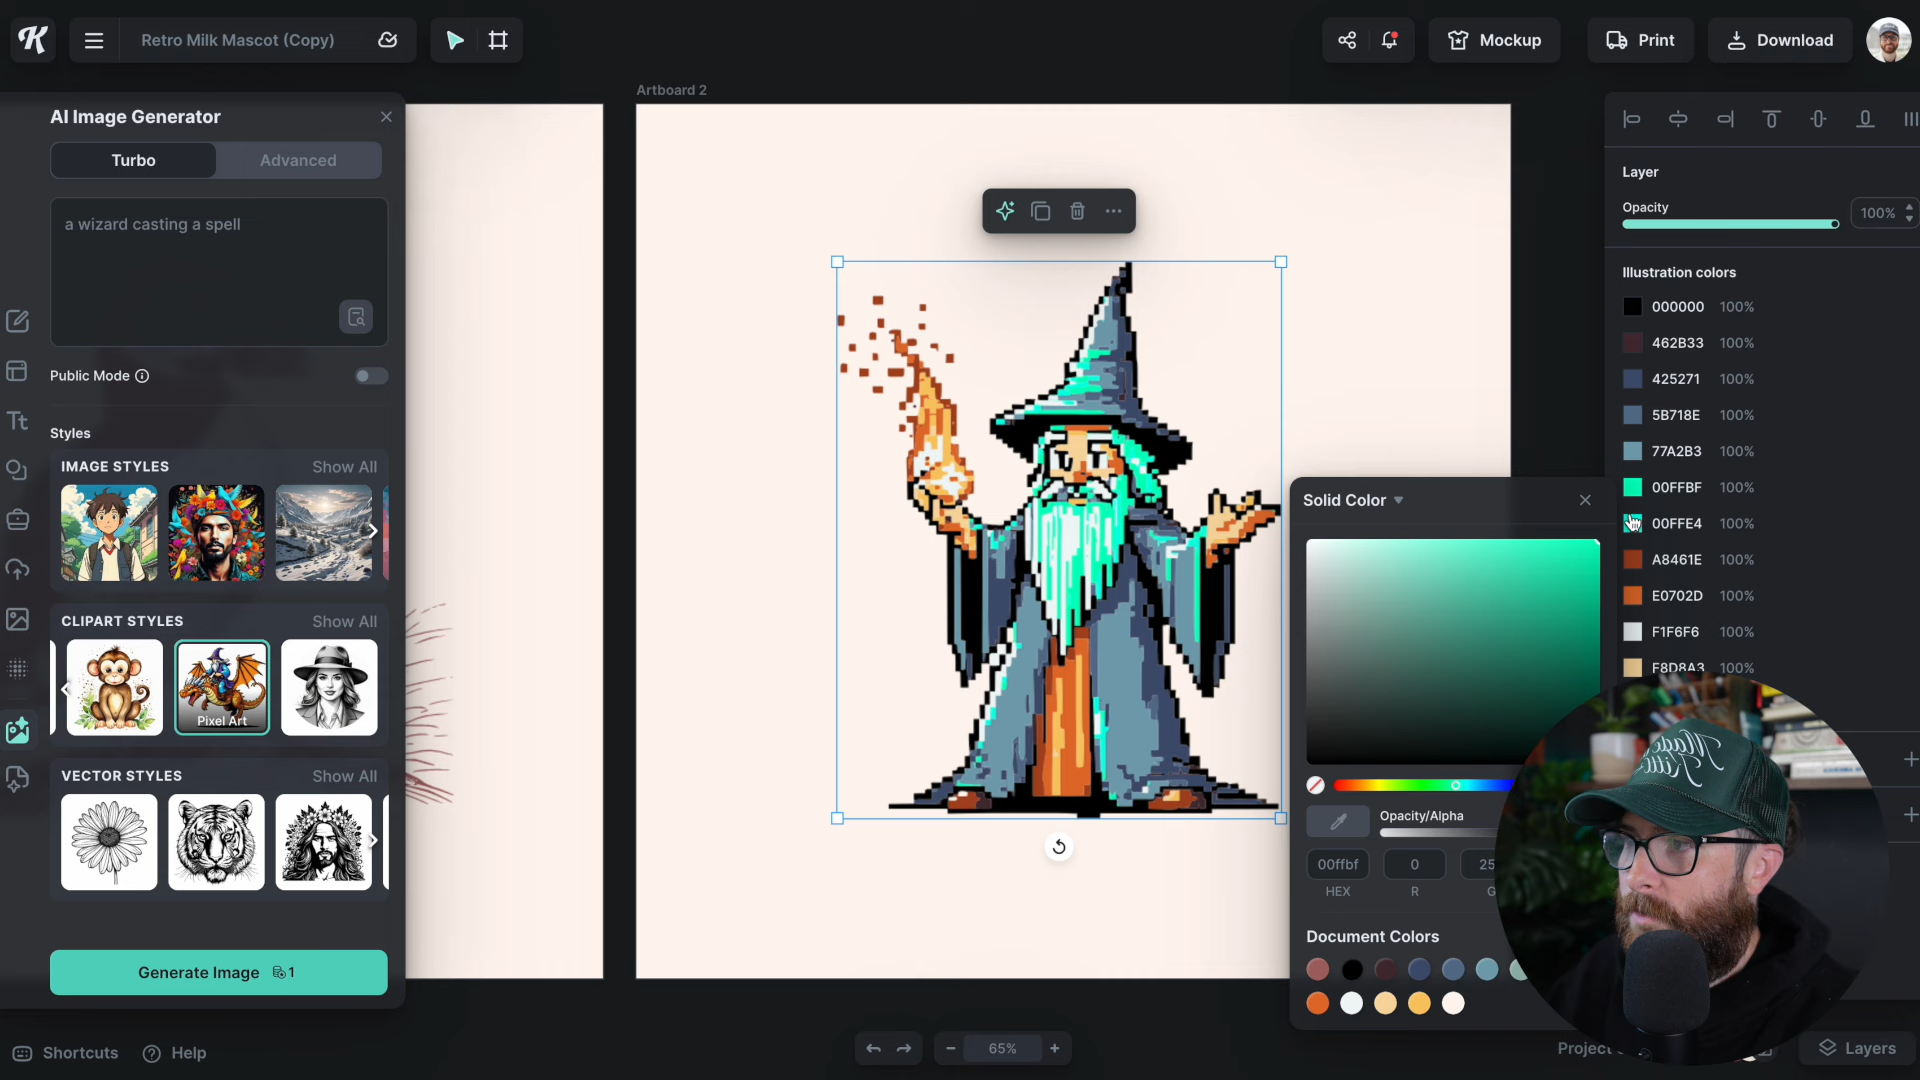 K
Retro Milk Mascot (Copy)
Mockup
Print
Download
Artboard 2
AI Image Generator
Turbo
Advanced
a wizard casting a spell
Public Mode
Styles
IMAGE STYLES
Show All
CLIPART STYLES
Show All
Pixel Art
VECTOR STYLES
Show All
Generate Image
1
Layer
Opacity
100%
Illustration colors
000000 100%
462B33 100%
425271 100%
5B718E 100%
77A2B3 100%
00FFBF 100%
00FFE4 100%
A8461E 100%
E0702D 100%
F1F6F6 100%
F8D8A3 100%
Solid Color
Opacity/Alpha
00ffbf
0
25
HEX
R
G
Document Colors
Shortcuts
Help
65%
Project
Layers